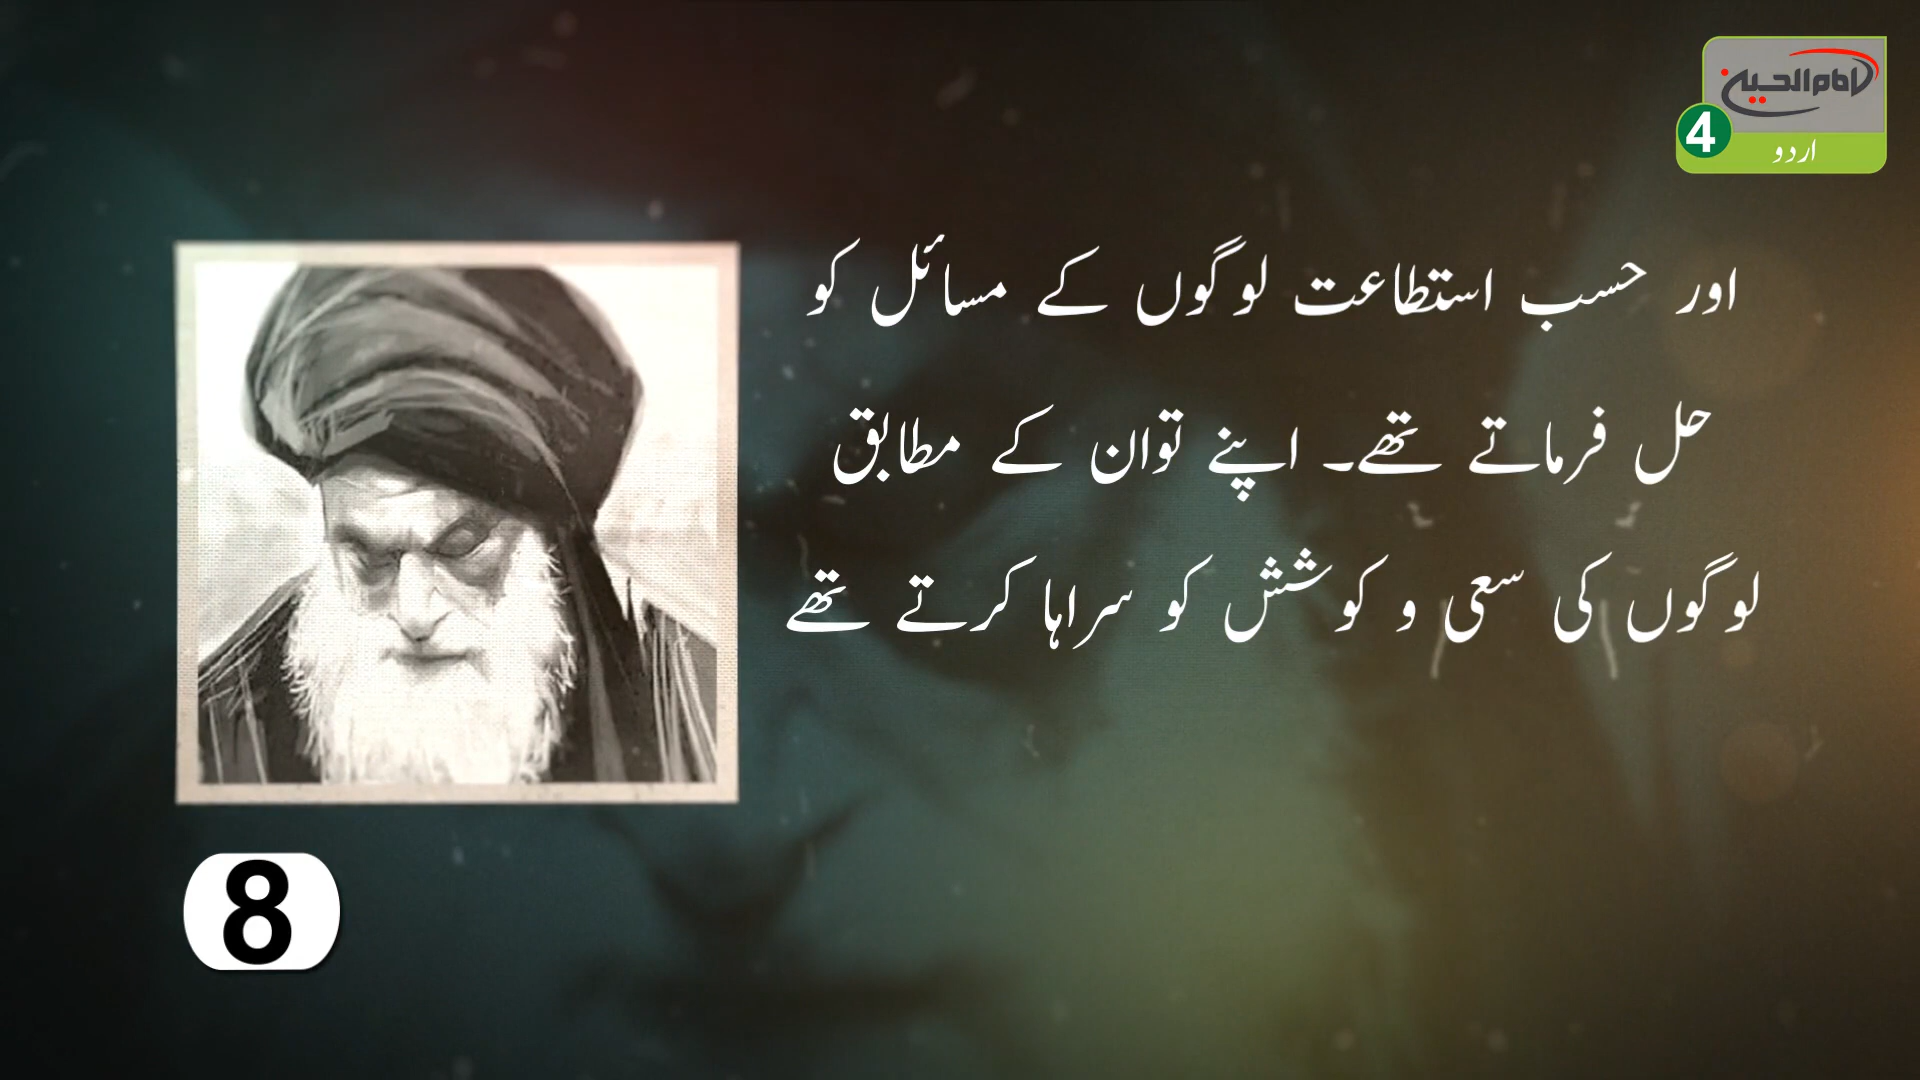 امام الحسین
4
اردو
اور حسب استطاعت لوگوں کے مسائل کو
حل فرماتے تھے۔ اپنے توان کے مطابق
لوگوں کی سعی و کوشش کو سراہا کرتے تھے
8